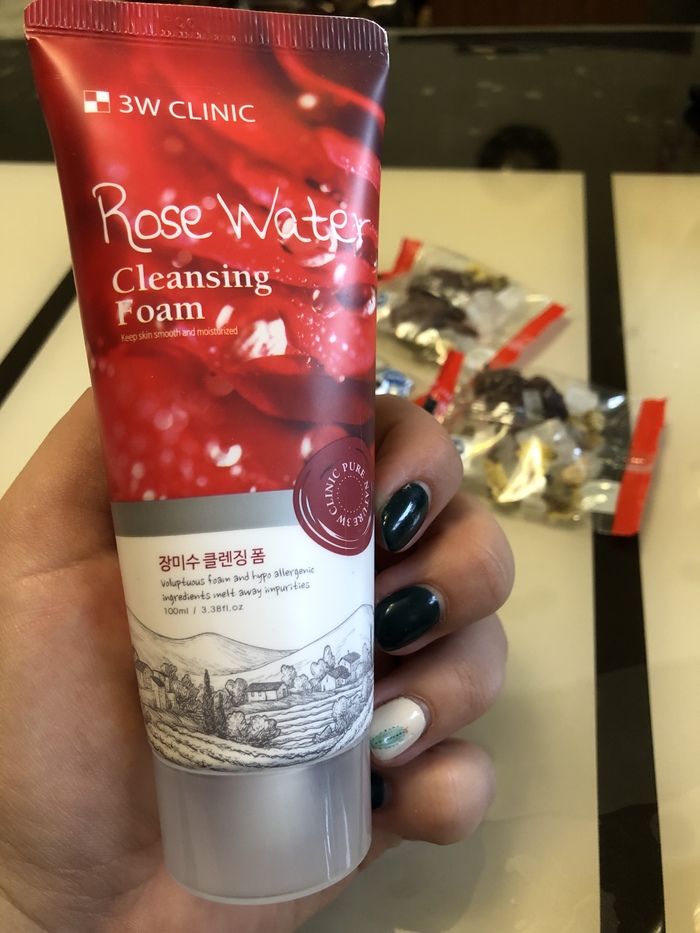 3W CLINIC
Rose Water
Cleansing
Foam
Keep skin smooth and moisturized
3W CLINIC PURE NATURE
장미수 클렌징 폼
Voluptuous foam and hypo allergenic
ingredients melt away impurities
100ml / 3.38fl.oz